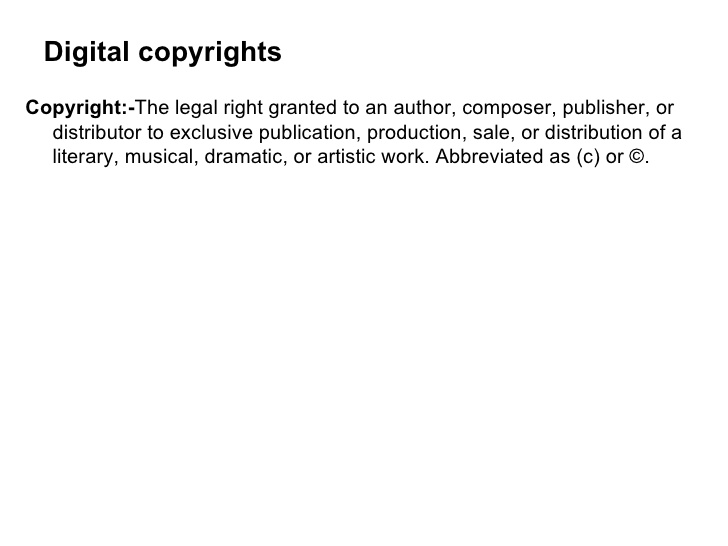 Digital copyrights
Copyright:-The legal right granted to an author, composer, publisher, or
distributor to exclusive publication, production, sale, or distribution of a
literary, musical, dramatic, or artistic work. Abbreviated as (c) or ©.